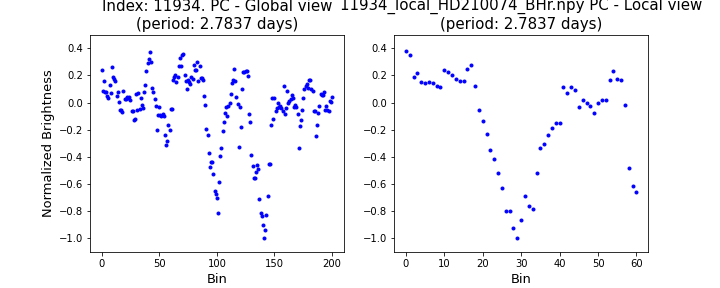 Index: 11934. PC - Global view
(period: 2.7837 days)
11934_local_HD210074_BHr.npy PC - Local view
(period: 2.7837 days)
Normalized Brightness
0.4
0.2
0.0
−0.2
−0.4
−0.6
−0.8
−1.0
0 50 100 150 200
Bin
0.4
0.2
0.0
−0.2
−0.4
−0.6
−0.8
−1.0
0 10 20 30 40 50 60
Bin